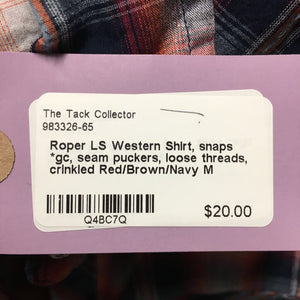 The Tack Collector
983326-65
Roper LS Western Shirt, snaps
*gc, seam puckers, loose threads,
crinkled Red/Brown/Navy M
Q4BC7Q
$20.00